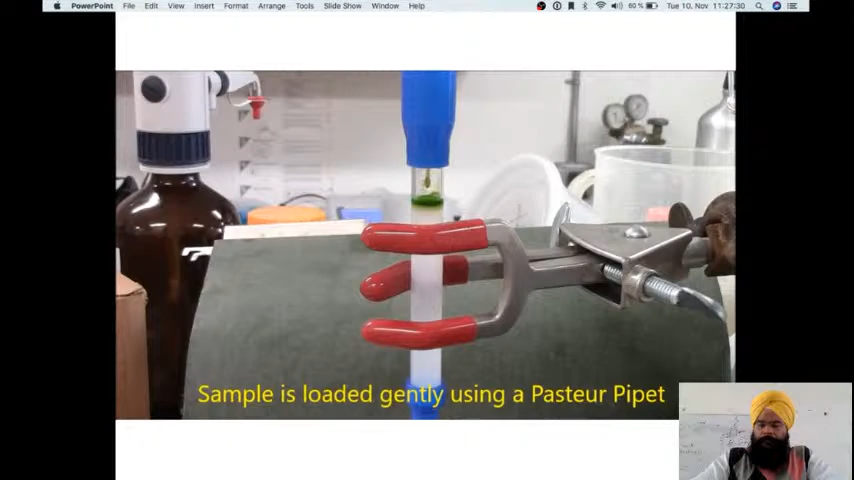 PowerPoint File Edit View Insert Format Arrange Tools Slide Show Window Help 60 % Tue 10. Nov 11:27:30
Sample is loaded gently using a Pasteur Pipet